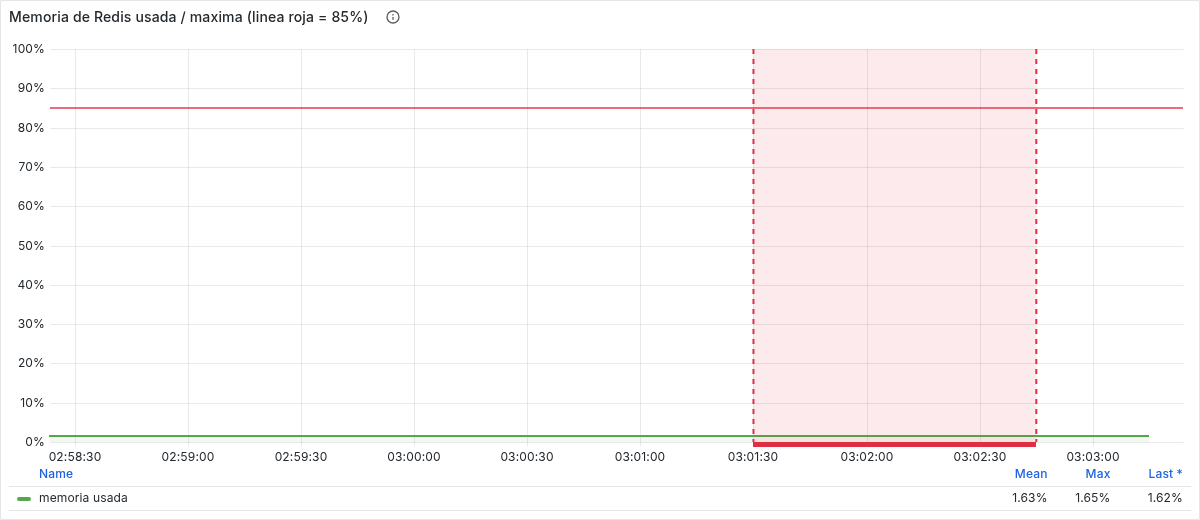 Memoria de Redis usada / maxima (linea roja = 85%)
100%
90%
80%
70%
60%
50%
40%
30%
20%
10%
0%
02:58:30 02:59:00 02:59:30 03:00:00 03:00:30 03:01:00 03:01:30 03:02:00 03:02:30 03:03:00
Name Mean Max Last *
memoria usada 1.63% 1.65% 1.62%